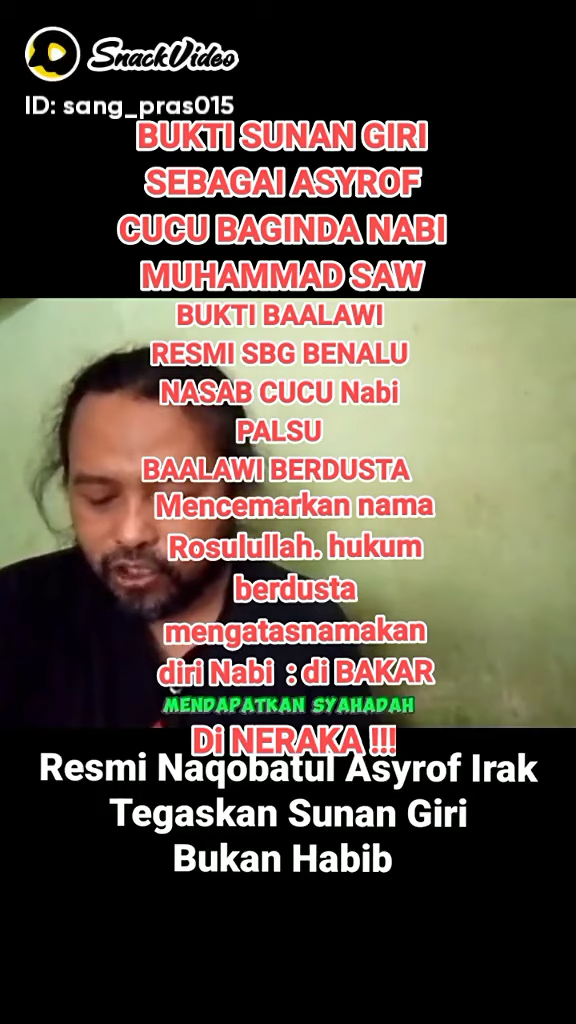 SnackVideo
ID: sang_pras015
BUKTI SUNAN GIRI
SEBAGAI ASYROF
CUCU BAGINDA NABI
MUHAMMAD SAW
BUKTI BAALAWI
RESMI SBG BENALU
NASAB CUCU Nabi
PALSU
BAALAWI BERDUSTA
Mencemarkan nama
Rosulullah. hukum
berdusta
mengatasnamakan
diri Nabi : di BAKAR
MENDAPATKAN SYAHADAH
Di NERAKA !!!
Resmi Naqobatul Asyrof Irak
Tegaskan Sunan Giri
Bukan Habib